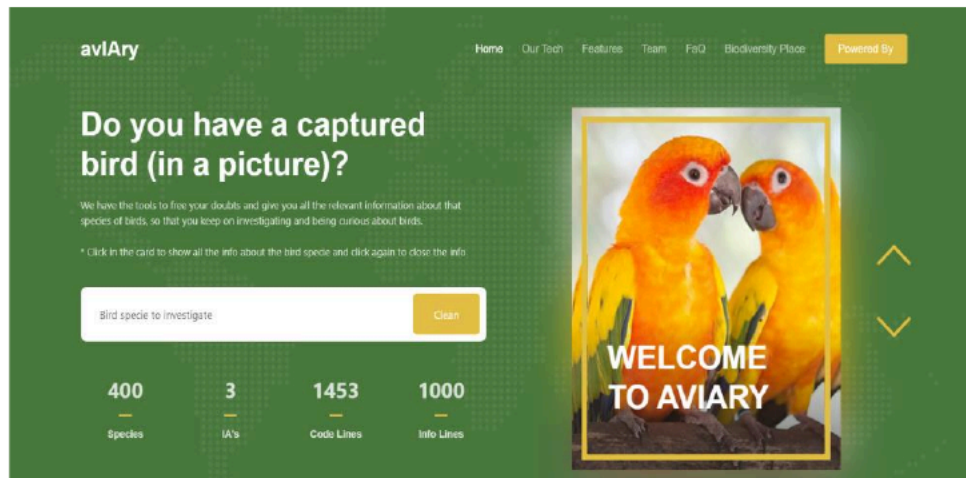 avIAry
Home Our Tech Features Team FaQ Biodiversity Place Powered By
Do you have a captured
bird (in a picture)?
We have the tools to free your doubts and give you all the relevant information about that
species of birds, so that you keep on investigating and being curious about birds.
* Click in the card to show all the info about the bird specie and click again to close the info
Bird specie to investigate
Clean
400 3 1453 1000
Species IA's Code Lines Info Lines
WELCOME
TO AVIARY